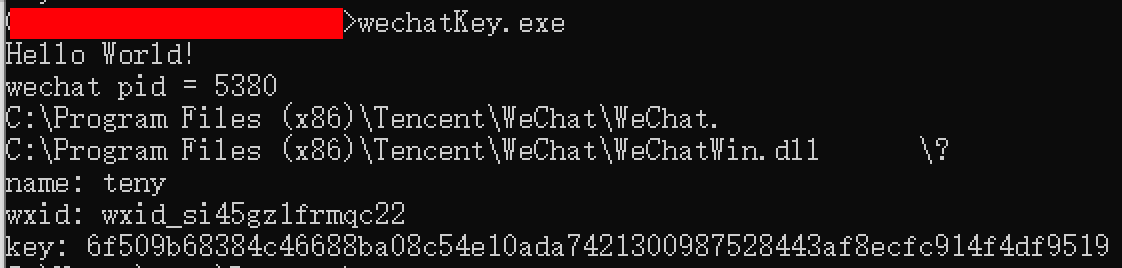 >wechatKey.exe
Hello World!
wechat pid = 5380
C:\Program Files (x86)\Tencent\WeChat\WeChat.
C:\Program Files (x86)\Tencent\WeChat\WeChatWin.dll \?
name: teny
wxid: wxid_si45gz1frmqc22
key: 6f509b68384c46688ba08c54e10ada7421300987528443af8ecfc914f4df9519